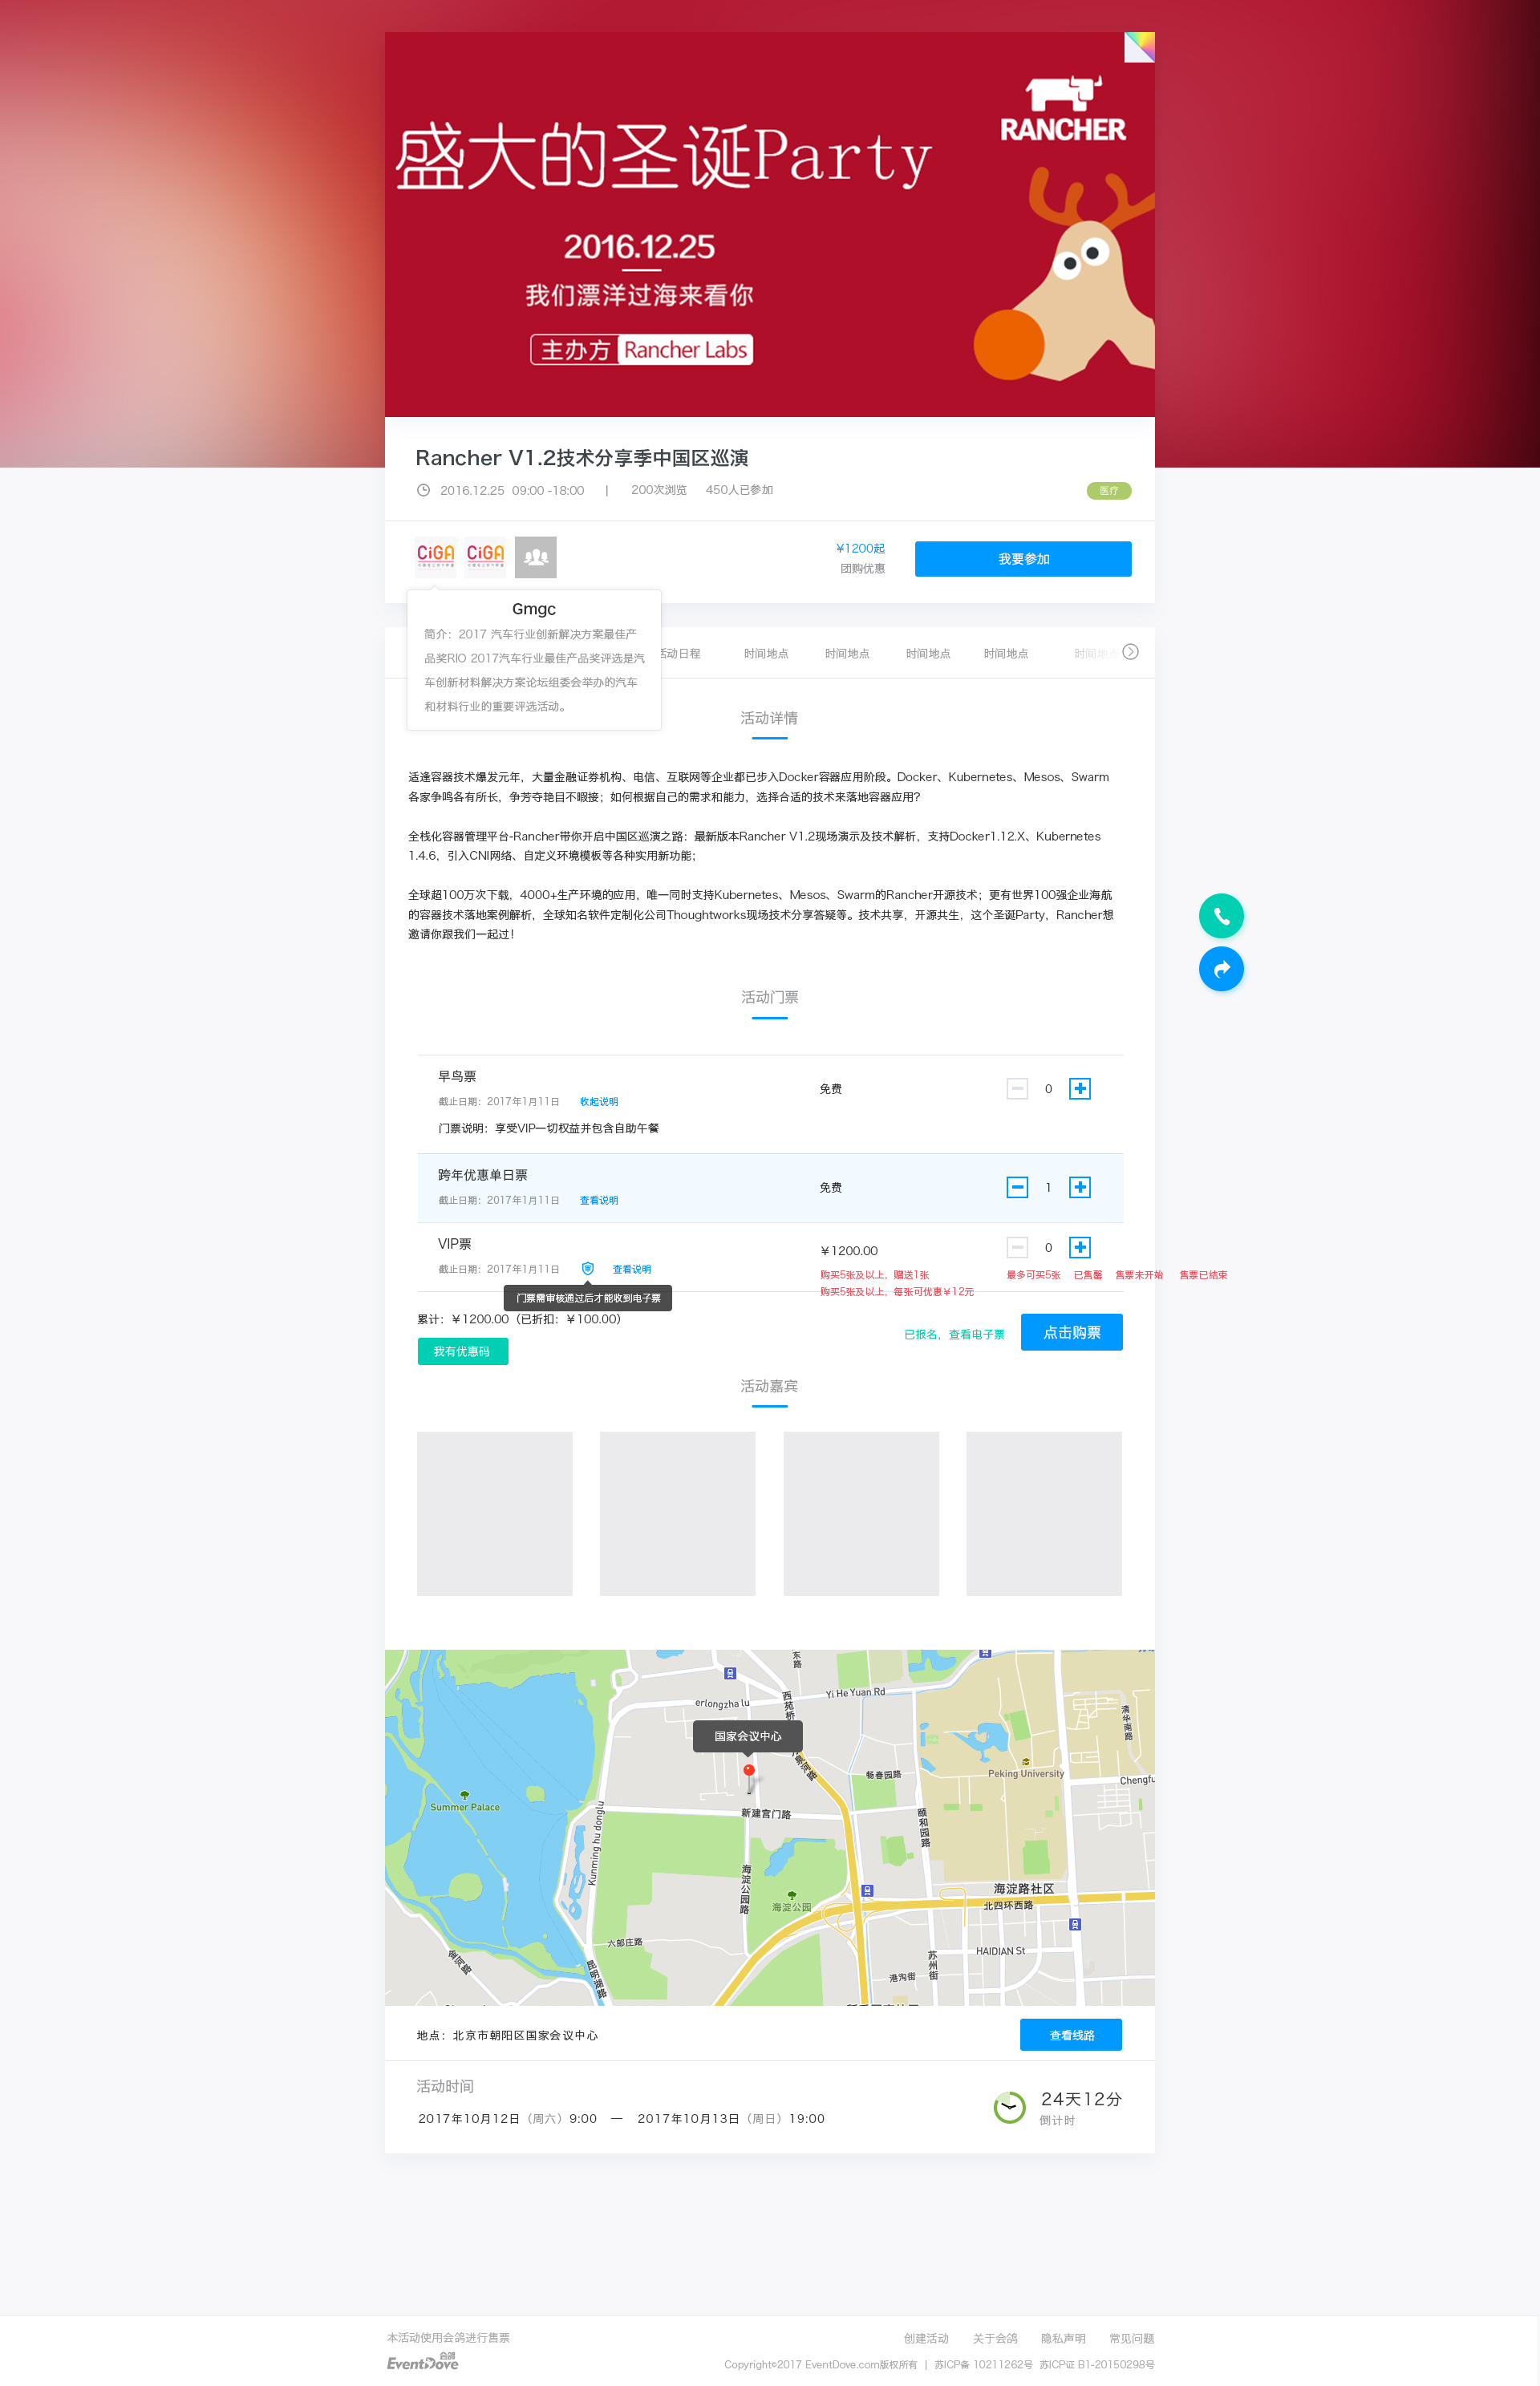 RANCHER
盛大的圣诞Party
2016.12.25
我们漂洋过海来看你
主办方 Rancher Labs
Rancher V1.2技术分享季中国区巡演
2016.12.25 09:00 -18:00 | 200次浏览 450人已参加
医疗
CiGA CiGA
¥1200起
团购优惠
我要参加
Gmgc
简介：2017 汽车行业创新解决方案最佳产
品奖RIO 2017汽车行业最佳产品奖评选是汽
车创新材料解决方案论坛组委会举办的汽车
和材料行业的重要评选活动。
活动日程 时间地点 时间地点 时间地点 时间地点 时间地点
活动详情
适逢容器技术爆发元年，大量金融证券机构、电信、互联网等企业都已步入Docker容器应用阶段。Docker、Kubernetes、Mesos、Swarm
各家争鸣各有所长，争芳夺艳目不暇接；如何根据自己的需求和能力，选择合适的技术来落地容器应用？
全栈化容器管理平台-Rancher带你开启中国区巡演之路：最新版本Rancher V1.2现场演示及技术解析，支持Docker1.12.X、Kubernetes
1.4.6，引入CNI网络、自定义环境模板等各种实用新功能；
全球超100万次下载，4000+生产环境的应用，唯一同时支持Kubernetes、Mesos、Swarm的Rancher开源技术；更有世界100强企业海航
的容器技术落地案例解析，全球知名软件定制化公司Thoughtworks现场技术分享答疑等。技术共享，开源共生，这个圣诞Party，Rancher想
邀请你跟我们一起过！
活动门票
早鸟票
免费
0
截止日期：2017年1月11日 收起说明
门票说明：享受VIP一切权益并包含自助午餐
跨年优惠单日票
免费
1
截止日期：2017年1月11日 查看说明
VIP票
￥1200.00
0
截止日期：2017年1月11日 查看说明
购买5张及以上，赠送1张
最多可买5张 已售罄 售票未开始 售票已结束
购买5张及以上，每张可优惠￥12元
门票需审核通过后才能收到电子票
累计：￥1200.00（已折扣：￥100.00）
已报名，查看电子票
点击购票
我有优惠码
活动嘉宾
东路
erlongzha lu
西苑桥
Yi He Yuan Rd
清华南路
国家会议中心
畅春园路
Peking University
Chengfu
Summer Palace
新建宫门路
颐和园路
Kunming hu donglu
海淀公园路
海淀公园
海淀路社区
北四环西路
六郎庄路
金河路
昆明湖路
苏州街
HAIDIAN St
港沟街
地点：北京市朝阳区国家会议中心
查看线路
活动时间
2017年10月12日（周六）9:00 — 2017年10月13日（周日）19:00
24天12分
倒计时
本活动使用会鸽进行售票
会鸽
EventDove
创建活动 关于会鸽 隐私声明 常见问题
Copyright©2017 EventDove.com版权所有 | 苏ICP备 10211262号 苏ICP证 B1-20150298号